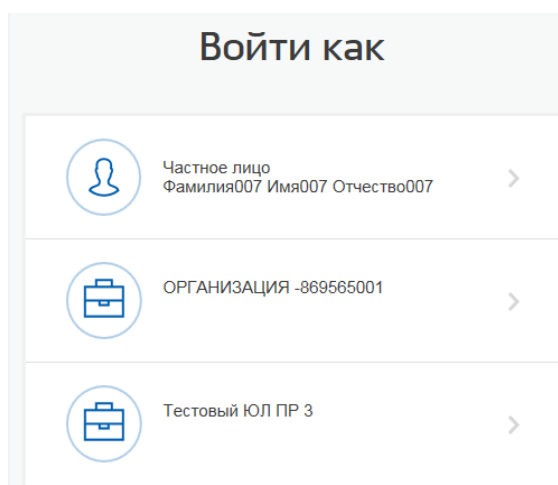 Войти как
Частное лицо
Фамилия007 Имя007 Отчество007
ОРГАНИЗАЦИЯ -869565001
Тестовый ЮЛ ПР 3